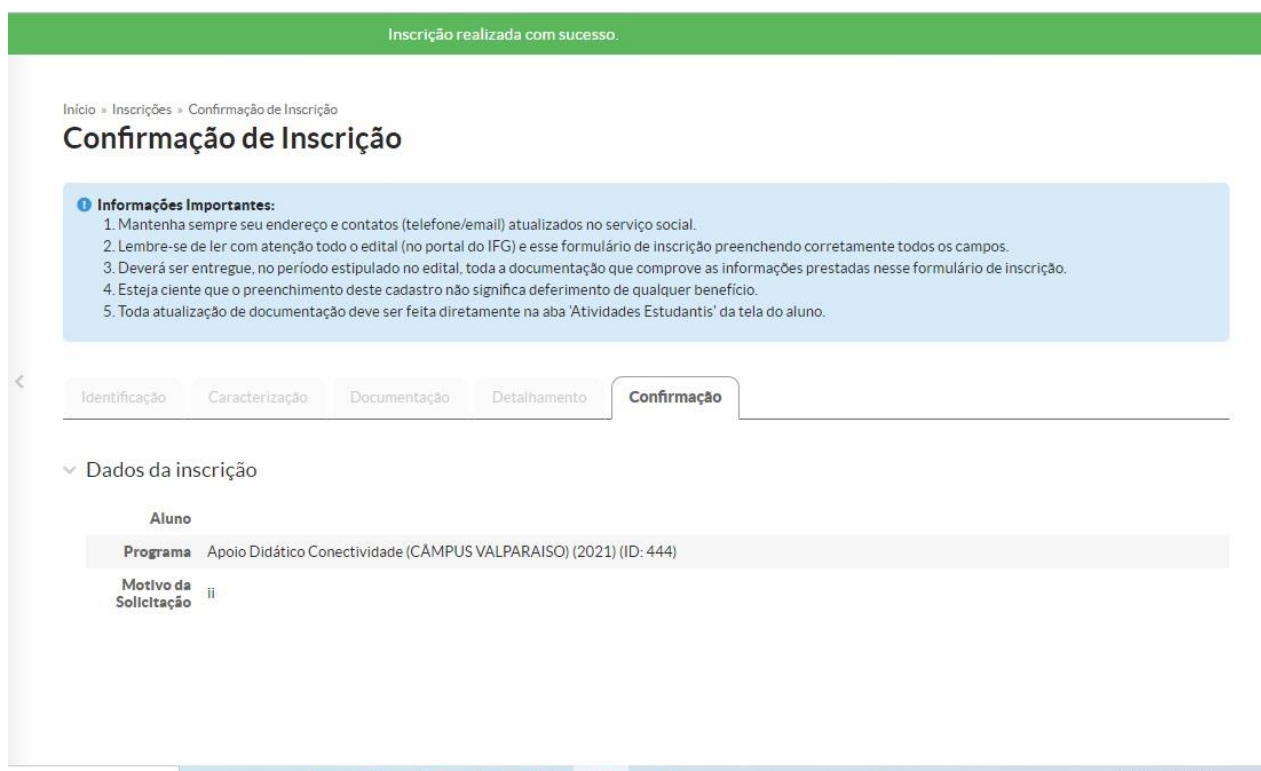 Inscrição realizada com sucesso.
Início » Inscrições » Confirmação de Inscrição
Confirmação de Inscrição
Informações Importantes:
1. Mantenha sempre seu endereço e contatos (telefone/email) atualizados no serviço social.
2. Lembre-se de ler com atenção todo o edital (no portal do IFG) e esse formulário de inscrição preenchendo corretamente todos os campos.
3. Deverá ser entregue, no período estipulado no edital, toda a documentação que comprove as informações prestadas nesse formulário de inscrição.
4. Esteja ciente que o preenchimento deste cadastro não significa deferimento de qualquer benefício.
5. Toda atualização de documentação deve ser feita diretamente na aba 'Atividades Estudantis' da tela do aluno.
Identificação Caracterização Documentação Detalhamento Confirmação
Dados da inscrição
Aluno
Programa Apoio Didático Conectividade (CÂMPUS VALPARAISO) (2021) (ID: 444)
Motivo da
Solicitação ii